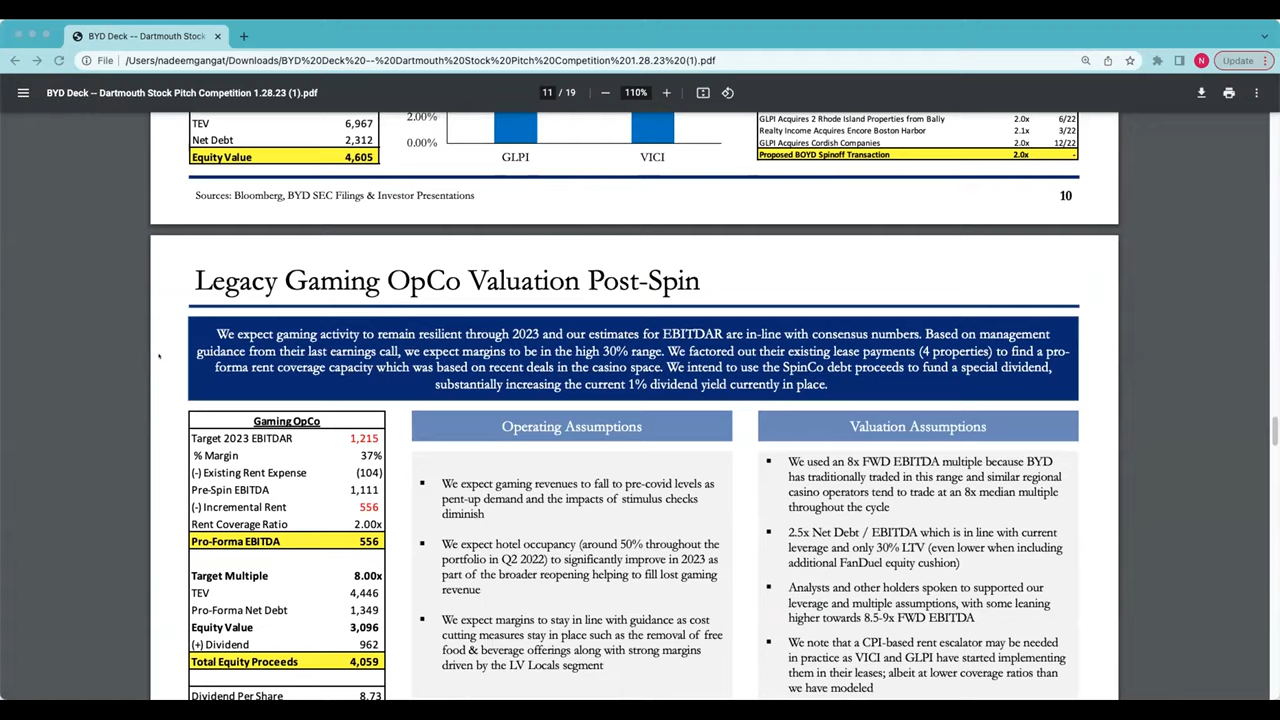 BYD Deck -- Dartmouth Stock
File
/Users/nadeemgangat/Downloads/BYD%20Deck%20--%20Dartmouth%20Stock%20Pitch%20Competition%201.28.23%20(1).pdf
N
Update
BYD Deck -- Dartmouth Stock Pitch Competition 1.28.23 (1).pdf
11 / 19
110%
TEV 6,967
Net Debt 2,312
Equity Value 4,605
2.00%
0.00%
GLPI VICI
GLPI Acquires 2 Rhode Island Properties from Bally 2.0x 6/22
Realty Income Acquires Encore Boston Harbor 2.1x 3/22
GLPI Acquires Cordish Companies 2.0x 12/22
Proposed BOYD Spinoff Transaction 2.0x -
Sources: Bloomberg, BYD SEC Filings & Investor Presentations
10
Legacy Gaming OpCo Valuation Post-Spin
We expect gaming activity to remain resilient through 2023 and our estimates for EBITDAR are in-line with consensus numbers. Based on management
guidance from their last earnings call, we expect margins to be in the high 30% range. We factored out their existing lease payments (4 properties) to find a pro-
forma rent coverage capacity which was based on recent deals in the casino space. We intend to use the SpinCo debt proceeds to fund a special dividend,
substantially increasing the current 1% dividend yield currently in place.
Gaming OpCo
Target 2023 EBITDAR 1,215
% Margin 37%
(-) Existing Rent Expense (104)
Pre-Spin EBITDA 1,111
(-) Incremental Rent 556
Rent Coverage Ratio 2.00x
Pro-Forma EBITDA 556
Target Multiple 8.00x
TEV 4,446
Pro-Forma Net Debt 1,349
Equity Value 3,096
(+) Dividend 962
Total Equity Proceeds 4,059
Dividend Per Share 8.73
Operating Assumptions
▪ We expect gaming revenues to fall to pre-covid levels as
pent-up demand and the impacts of stimulus checks
diminish
▪ We expect hotel occupancy (around 50% throughout the
portfolio in Q2 2022) to significantly improve in 2023 as
part of the broader reopening helping to fill lost gaming
revenue
▪ We expect margins to stay in line with guidance as cost
cutting measures stay in place such as the removal of free
food & beverage offerings along with strong margins
driven by the LV Locals segment
Valuation Assumptions
▪ We used an 8x FWD EBITDA multiple because BYD
has traditionally traded in this range and similar regional
casino operators tend to trade at an 8x median multiple
throughout the cycle
▪ 2.5x Net Debt / EBITDA which is in line with current
leverage and only 30% LTV (even lower when including
additional FanDuel equity cushion)
▪ Analysts and other holders spoken to supported our
leverage and multiple assumptions, with some leaning
higher towards 8.5-9x FWD EBITDA
▪ We note that a CPI-based rent escalator may be needed
in practice as VICI and GLPI have started implementing
them in their leases; albeit at lower coverage ratios than
we have modeled